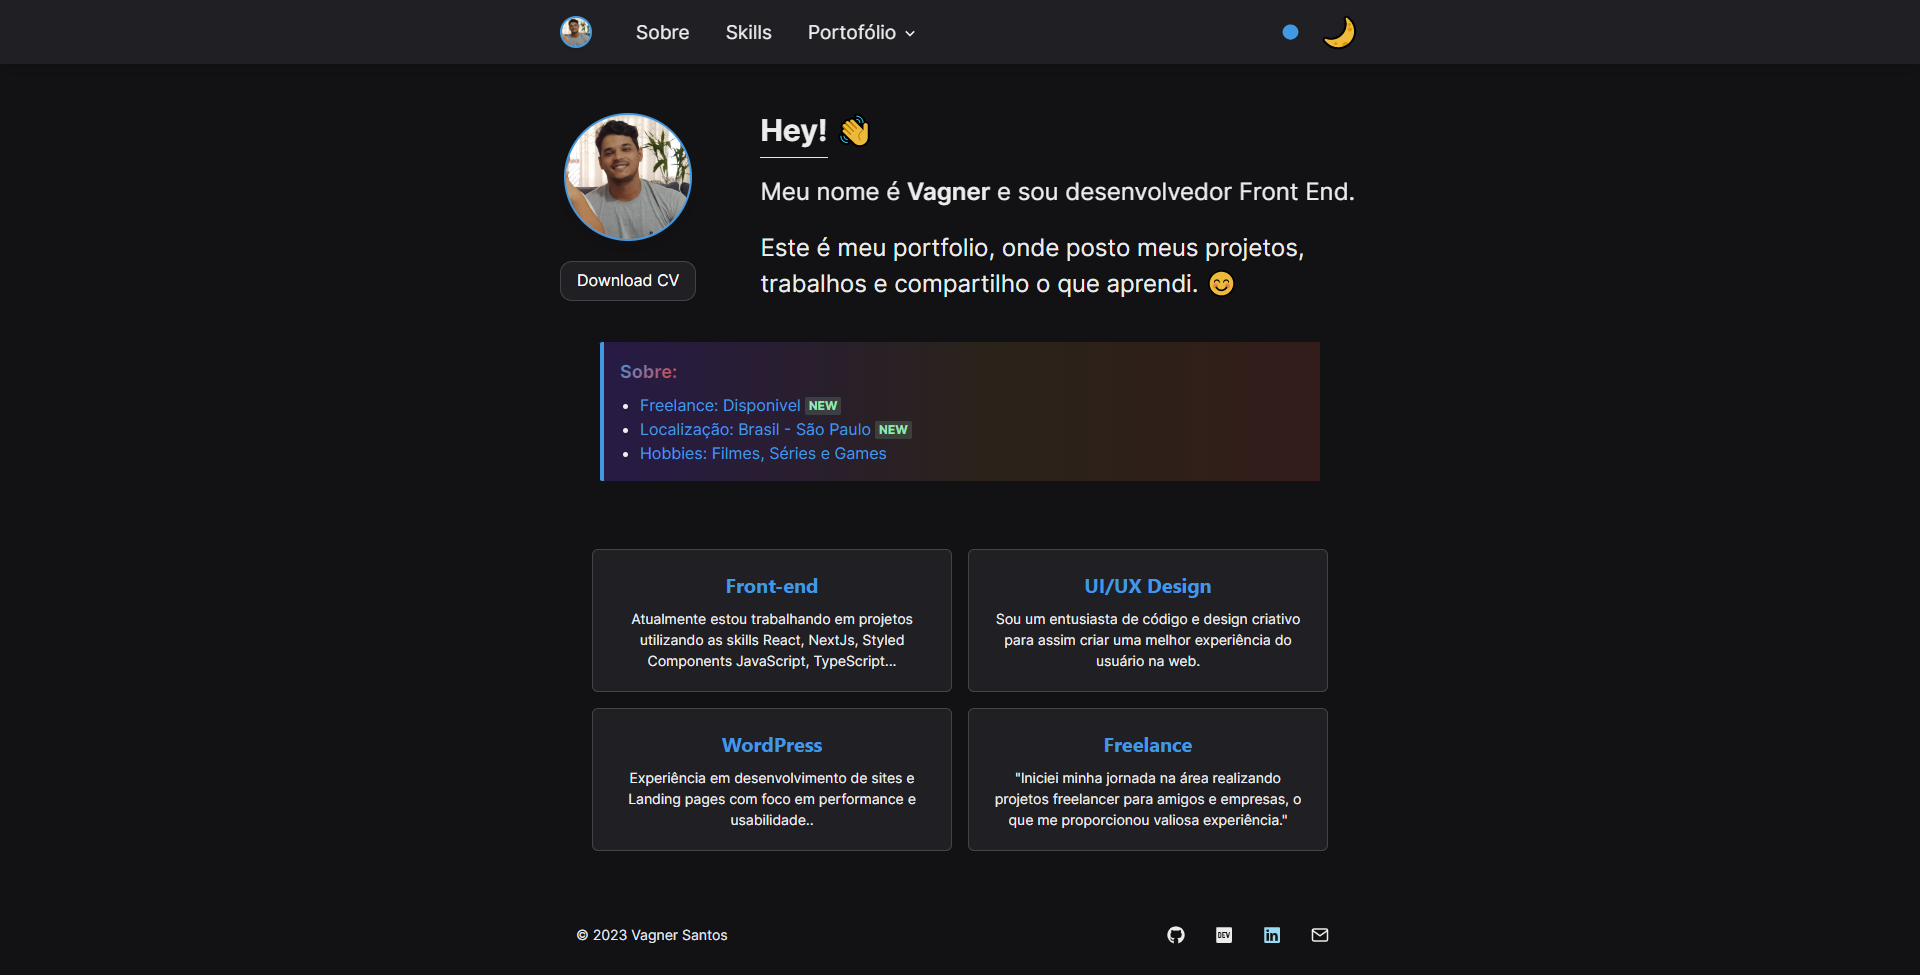 Sobre Skills Portofólio
Hey! 👋
Meu nome é Vagner e sou desenvolvedor Front End.
Este é meu portfolio, onde posto meus projetos,
trabalhos e compartilho o que aprendi. 😊
Download CV
Sobre:
Freelance: Disponivel NEW
Localização: Brasil - São Paulo NEW
Hobbies: Filmes, Séries e Games
Front-end
Atualmente estou trabalhando em projetos
utilizando as skills React, NextJs, Styled
Components JavaScript, TypeScript...
UI/UX Design
Sou um entusiasta de código e design criativo
para assim criar uma melhor experiência do
usuário na web.
WordPress
Experiência em desenvolvimento de sites e
Landing pages com foco em performance e
usabilidade..
Freelance
"Iniciei minha jornada na área realizando
projetos freelancer para amigos e empresas, o
que me proporcionou valiosa experiência."
© 2023 Vagner Santos
DEV in